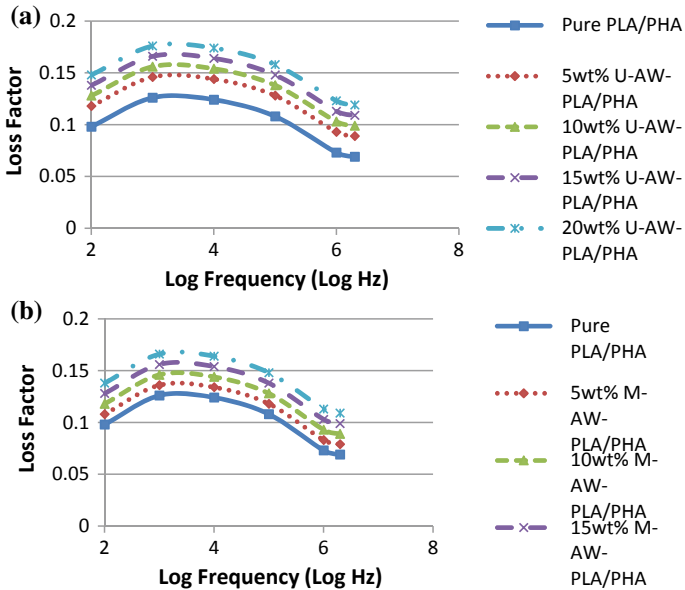 (a)
0.2
0.15
0.1
0.05
0
2
4
6
8
Loss Factor
Log Frequency (Log Hz)
Pure PLA/PHA
5wt% U-AW-
PLA/PHA
10wt% U-AW-
PLA/PHA
15wt% U-AW-
PLA/PHA
20wt% U-AW-
PLA/PHA
(b)
0.2
0.15
0.1
0.05
0
2
4
6
8
Loss Factor
Log Frequency (Log Hz)
Pure
PLA/PHA
5wt% M-
AW-
PLA/PHA
10wt% M-
AW-
PLA/PHA
15wt% M-
AW-
PLA/PHA